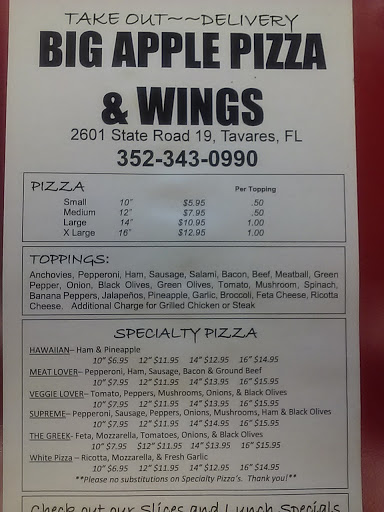 TAKE OUT~~DELIVERY
BIG APPLE PIZZA
& WINGS
2601 State Road 19, Tavares, FL
352-343-0990
PIZZA Per Topping
Small 10" $5.95 .50
Medium 12" $7.95 .50
Large 14" $10.95 1.00
X Large 16" $12.95 1.00
TOPPINGS:
Anchovies, Pepperoni, Ham, Sausage, Salami, Bacon, Beef, Meatball, Green
Pepper, Onion, Black Olives, Green Olives, Tomato, Mushroom, Spinach,
Banana Peppers, Jalapeños, Pineapple, Garlic, Broccoli, Feta Cheese, Ricotta
Cheese. Additional Charge for Grilled Chicken or Steak
SPECIALTY PIZZA
HAWAIIAN– Ham & Pineapple
10" $6.95 12" $11.95 14" $12.95 16" $14.95
MEAT LOVER– Pepperoni, Ham, Sausage, Bacon & Ground Beef
10" $7.95 12" $11.95 14" $13.95 16" $15.95
VEGGIE LOVER– Tomato, Peppers, Mushrooms, Onions, & Black Olives
10" $7.95 12" $11.95 14" $13.95 16" $15.95
SUPREME– Pepperoni, Sausage, Peppers, Onions, Mushrooms, Ham & Black Olives
10" $7.95 12" $11.95 14" $14.95 16" $15.95
THE GREEK- Feta, Mozzarella, Tomatoes, Onions, & Black Olives
10" $7.95 $12" $11.95 14" $13.95 16" $15.95
White Pizza – Ricotta, Mozzarella, & Fresh Garlic
10" $6.95 12" $11.95 14" $12.95 16" $14.95
**Please no substitutions on Specialty Pizza's. Thank you!**
Check out our Slices and Lunch Specials